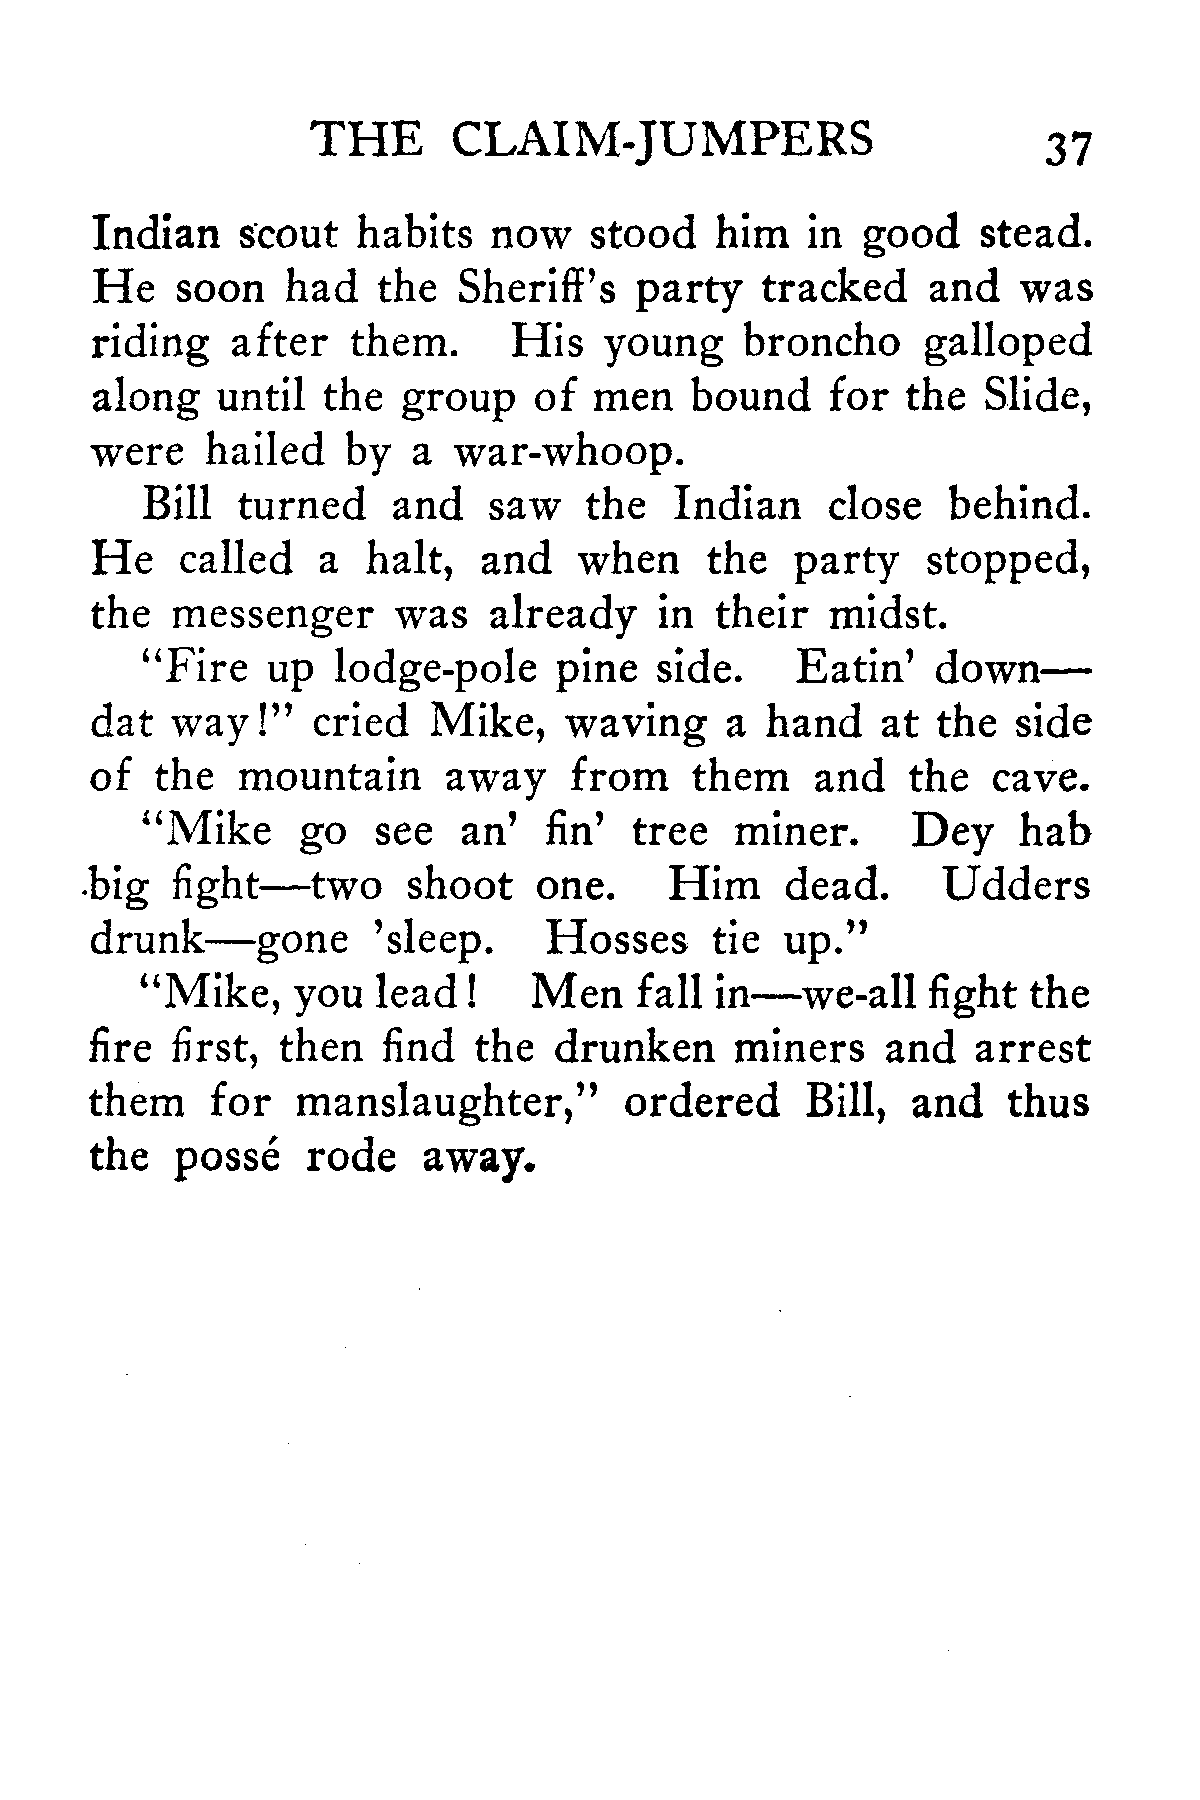 THE CLAIM-JUMPERS 37
Indian scout habits now stood him in good stead.
He soon had the Sheriff's party tracked and was
riding after them. His young broncho galloped
along until the group of men bound for the Slide,
were hailed by a war-whoop.
Bill turned and saw the Indian close behind.
He called a halt, and when the party stopped,
the messenger was already in their midst.
“Fire up lodge-pole pine side. Eatin’ down—
dat way!” cried Mike, waving a hand at the side
of the mountain away from them and the cave.
“Mike go see an’ fin’ tree miner. Dey hab
big fight—two shoot one. Him dead. Udders
drunk—gone ’sleep. Hosses tie up.”
“Mike, you lead! Men fall in—we-all fight the
fire first, then find the drunken miners and arrest
them for manslaughter,” ordered Bill, and thus
the possé rode away.